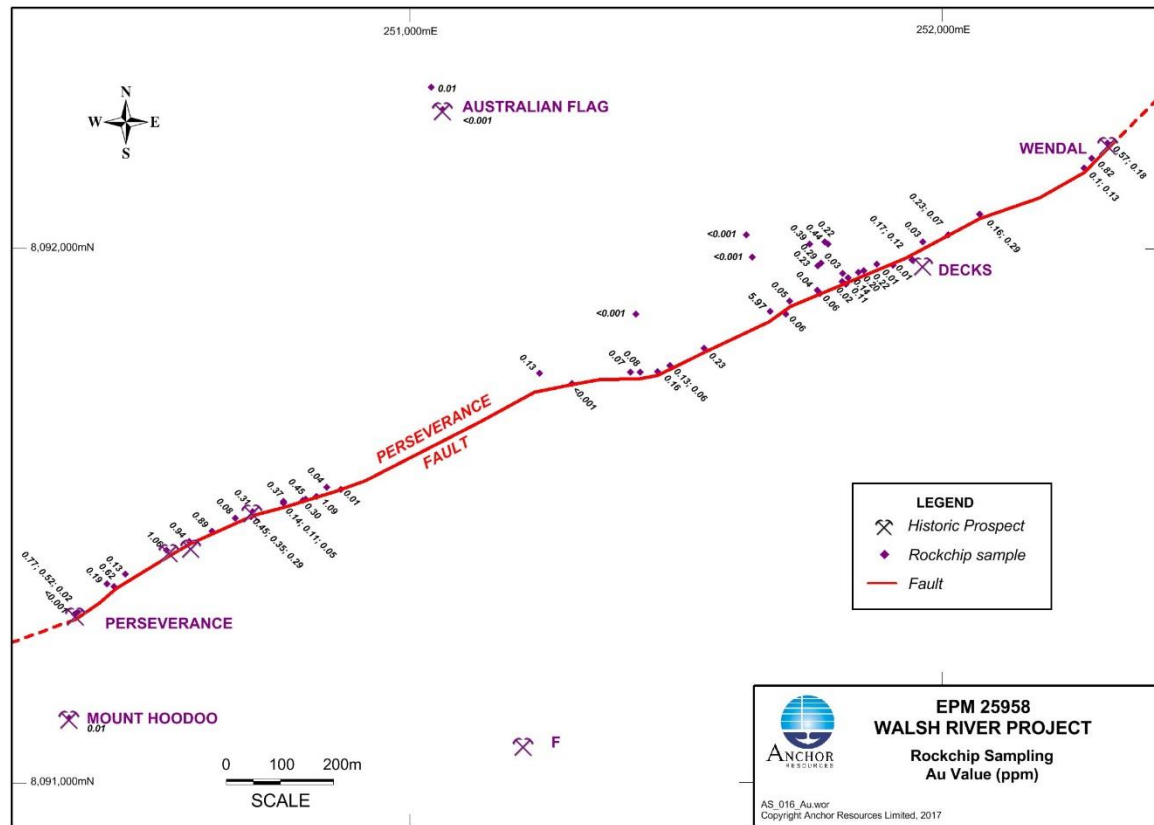 251,000mE
252,000mE
N
W E
S
0.01
AUSTRALIAN FLAG
<0.001
WENDAL
0.57; 0.18
0.82
0.1; 0.13
0.23; 0.07
0.16; 0.29
0.17; 0.12
0.03
8,092,000mN
<0.001
0.39
0.44
0.22
<0.001
0.29
0.23
0.03
DECKS
0.01
0.01
0.22
0.20
0.14
0.11
0.04
0.02
0.05
0.06
<0.001
5.97
0.06
0.23
0.13
0.07
0.08
0.13; 0.06
0.16
<0.001
PERSEVERANCE
FAULT
0.04
0.45
0.37
0.31
0.01
1.09
0.30
0.08
0.14; 0.11; 0.05
0.89
0.45; 0.35; 0.29
0.94
1.06
0.13
0.62
0.19
0.77; 0.52; 0.02
<0.001
PERSEVERANCE
LEGEND
Historic Prospect
Rockchip sample
Fault
MOUNT HOODOO
0.01
F
0 100 200m
SCALE
8,091,000mN
EPM 25958
WALSH RIVER PROJECT
ANCHOR
RESOURCES
Rockchip Sampling
Au Value (ppm)
AS_016_Au.wor
Copyright Anchor Resources Limited, 2017